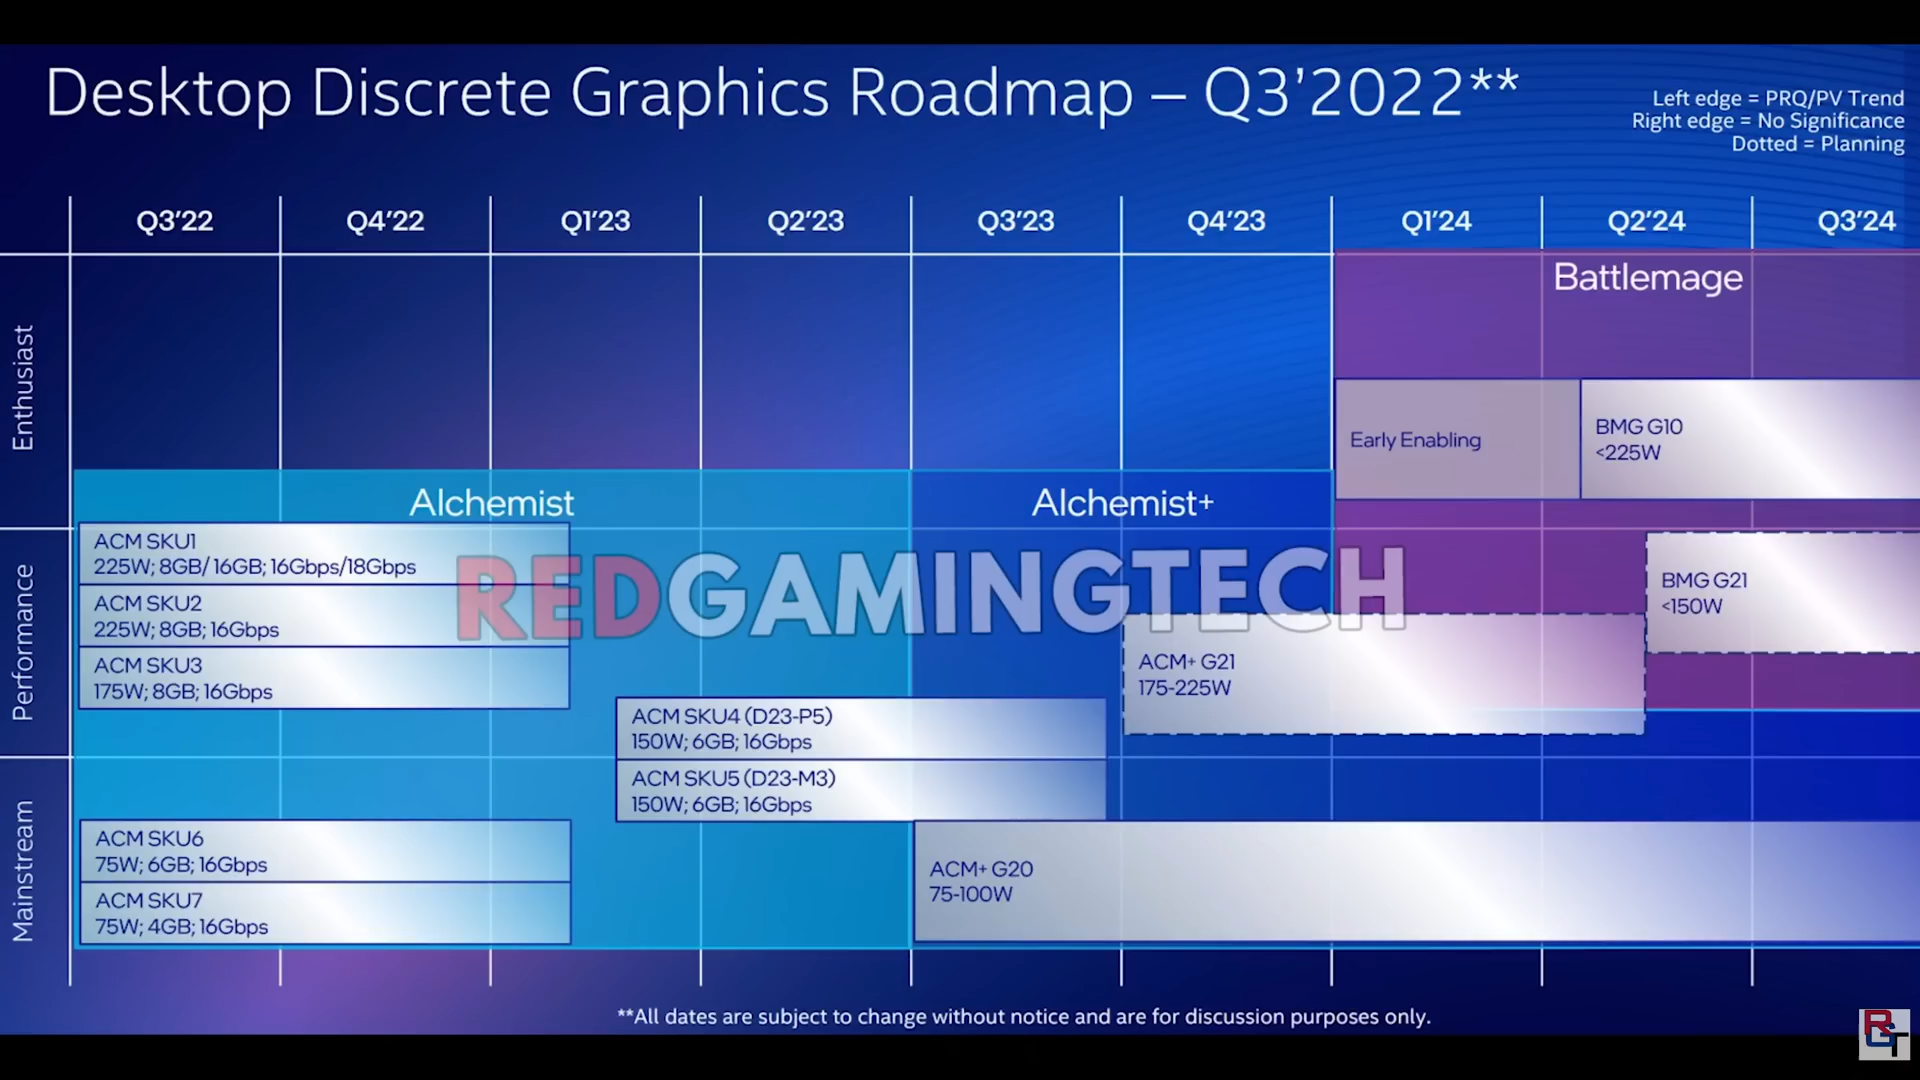 Desktop Discrete Graphics Roadmap – Q3’2022**
Left edge = PRQ/PV Trend
Right edge = No Significance
Dotted = Planning
Q3’22 Q4’22 Q1’23 Q2’23 Q3’23 Q4’23 Q1’24 Q2’24 Q3’24
Enthusiast
Battlemage
Early Enabling
BMG G10
<225W
Alchemist
Alchemist+
Performance
ACM SKU1
225W; 8GB/ 16GB; 16Gbps/18Gbps
ACM SKU2
225W; 8GB; 16Gbps
ACM SKU3
175W; 8GB; 16Gbps
REDGAMINGTECH
BMG G21
<150W
ACM+ G21
175-225W
ACM SKU4 (D23-P5)
150W; 6GB; 16Gbps
ACM SKU5 (D23-M3)
150W; 6GB; 16Gbps
Mainstream
ACM SKU6
75W; 6GB; 16Gbps
ACM SKU7
75W; 4GB; 16Gbps
ACM+ G20
75-100W
**All dates are subject to change without notice and are for discussion purposes only.
RGT